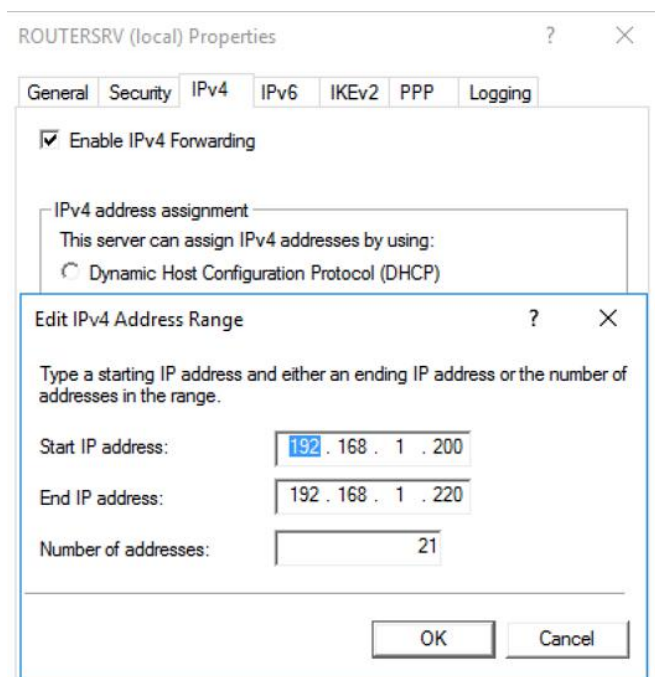 ROUTERSRV (local) Properties ? ×
General Security IPv4 IPv6 IKEv2 PPP Logging
Enable IPv4 Forwarding
IPv4 address assignment
This server can assign IPv4 addresses by using:
Dynamic Host Configuration Protocol (DHCP)
Edit IPv4 Address Range ? ×
Type a starting IP address and either an ending IP address or the number of
addresses in the range.
Start IP address: 192 . 168 . 1 . 200
End IP address: 192 . 168 . 1 . 220
Number of addresses: 21
OK Cancel